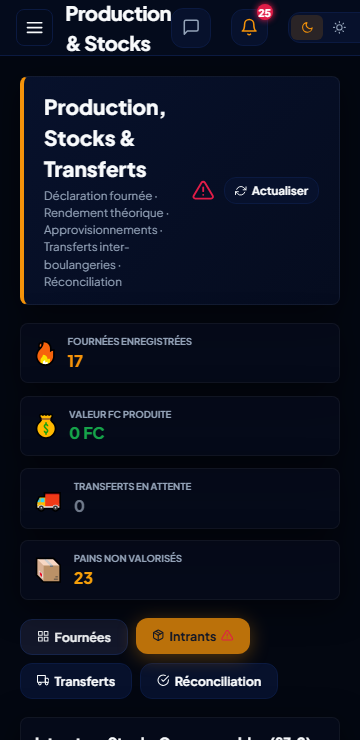 Production
& Stocks
25
Production,
Stocks &
Transferts
Déclaration fournée ·
Rendement théorique ·
Approvisionnements ·
Transferts inter-
boulangeries ·
Réconciliation
Actualiser
FOURNÉES ENREGISTRÉES
17
VALEUR FC PRODUITE
0 FC
TRANSFERTS EN ATTENTE
0
PAINS NON VALORISÉS
23
Fournées
Intrants
Transferts
Réconciliation